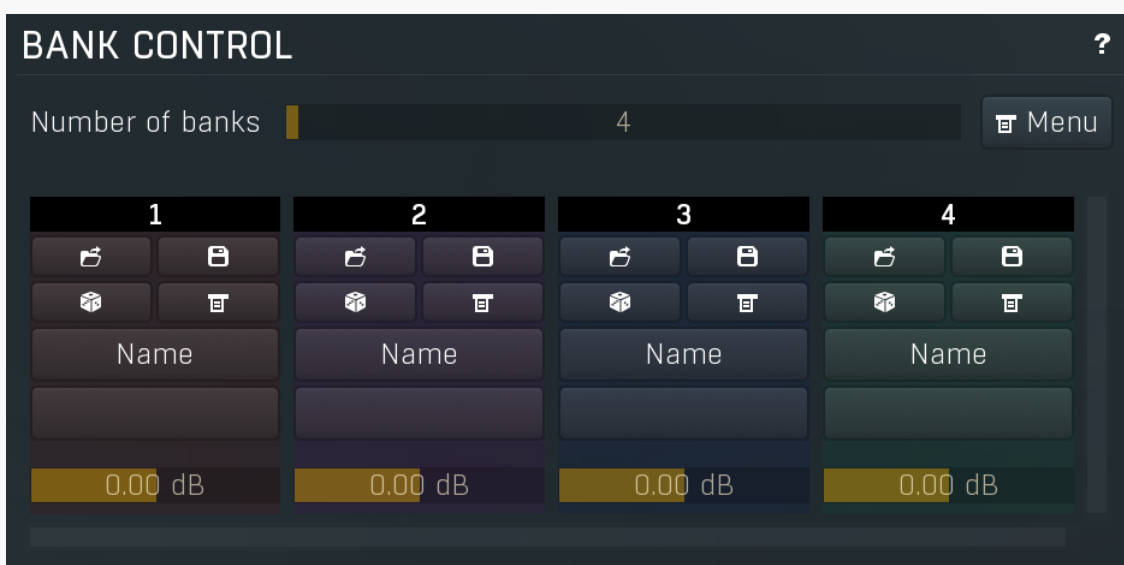 BANK CONTROL ?
Number of banks 4 Menu
1 2 3 4
Name Name Name Name
0.00 dB 0.00 dB 0.00 dB 0.00 dB